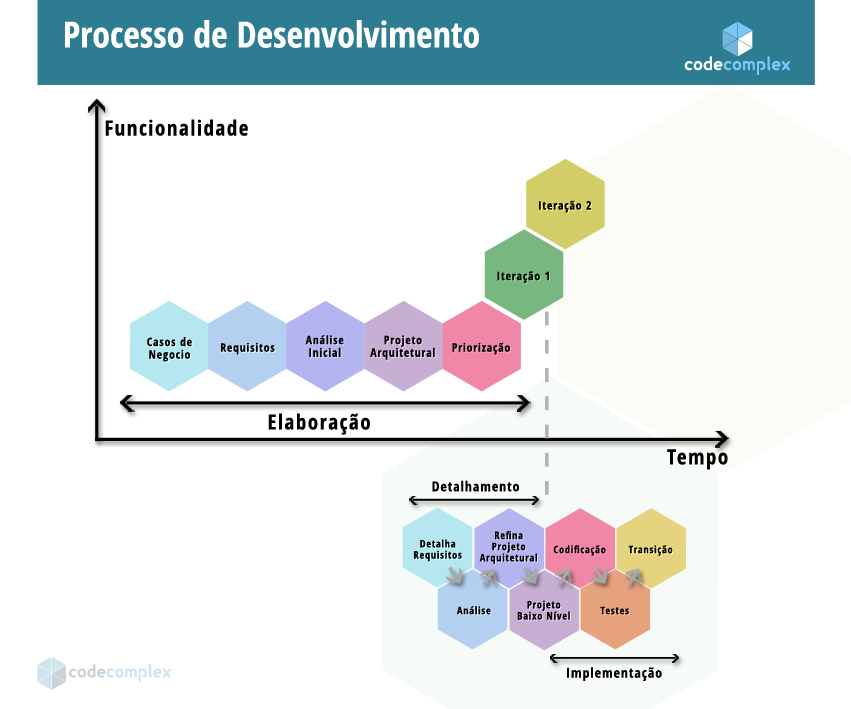 Processo de Desenvolvimento
codecomplex
Funcionalidade
Iteração 2
Iteração 1
Casos de
Negocio
Requisitos
Análise
Inicial
Projeto
Arquitetural
Priorização
Elaboração
Tempo
Detalhamento
Detalha
Requisitos
Refina
Projeto
Arquitetural
Codificação
Transição
Análise
Projeto
Baixo Nível
Testes
Implementação
codecomplex